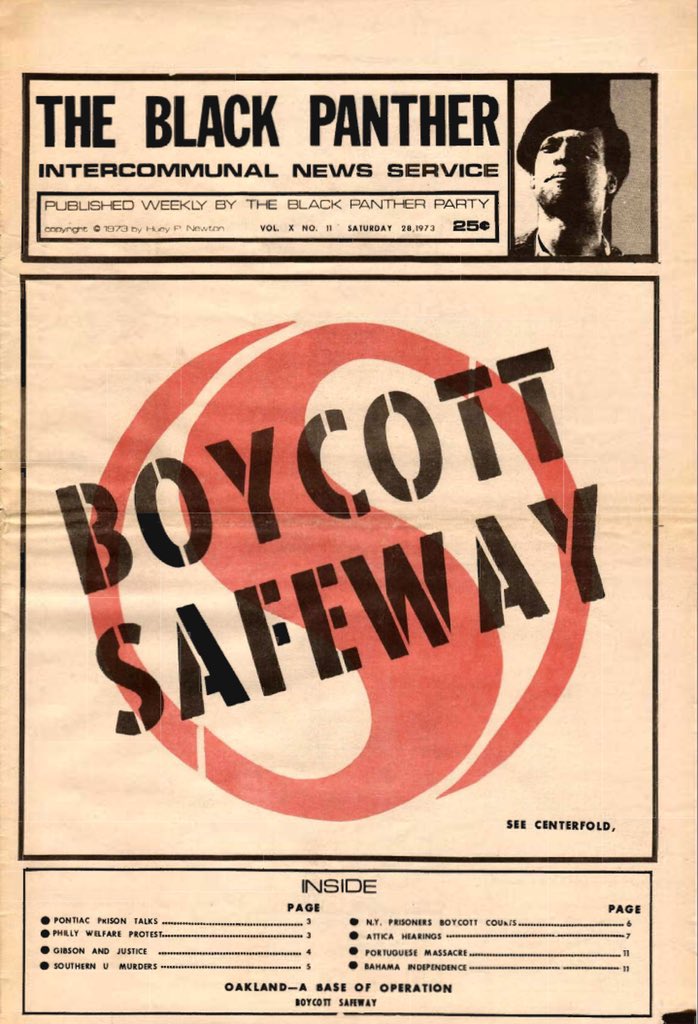 THE BLACK PANTHER
INTERCOMMUNAL NEWS SERVICE
PUBLISHED WEEKLY BY THE BLACK PANTHER PARTY
copyright © 1973 by Huey P. Newton VOL. X NO. 11 SATURDAY 28,1973 25¢
BOYCOTT
SAFEWAY
SEE CENTERFOLD,
INSIDE
PAGE
PONTIAC PRISON TALKS 3
PHILLY WELFARE PROTEST 3
GIBSON AND JUSTICE 4
SOUTHERN U MURDERS 5
PAGE
N.Y. PRISONERS BOYCOTT COURTS 6
ATTICA HEARINGS 7
PORTUGUESE MASSACRE 11
BAHAMA INDEPENDENCE 11
OAKLAND—A BASE OF OPERATION
BOYCOTT SAFEWAY